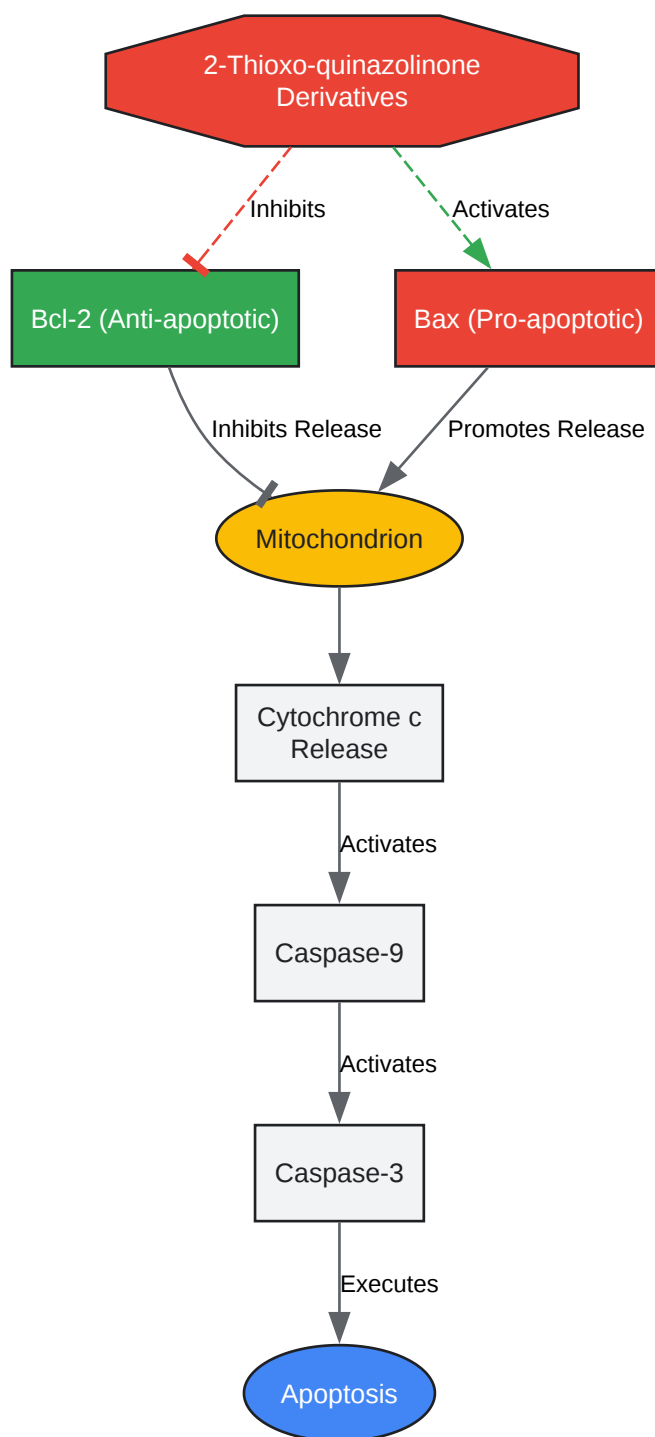 2-Thioxo-quinazolinone
Derivatives
Inhibits
Activates
Bcl-2 (Anti-apoptotic)
Bax (Pro-apoptotic)
Inhibits Release
Promotes Release
Mitochondrion
Cytochrome c
Release
Activates
Caspase-9
Activates
Caspase-3
Executes
Apoptosis